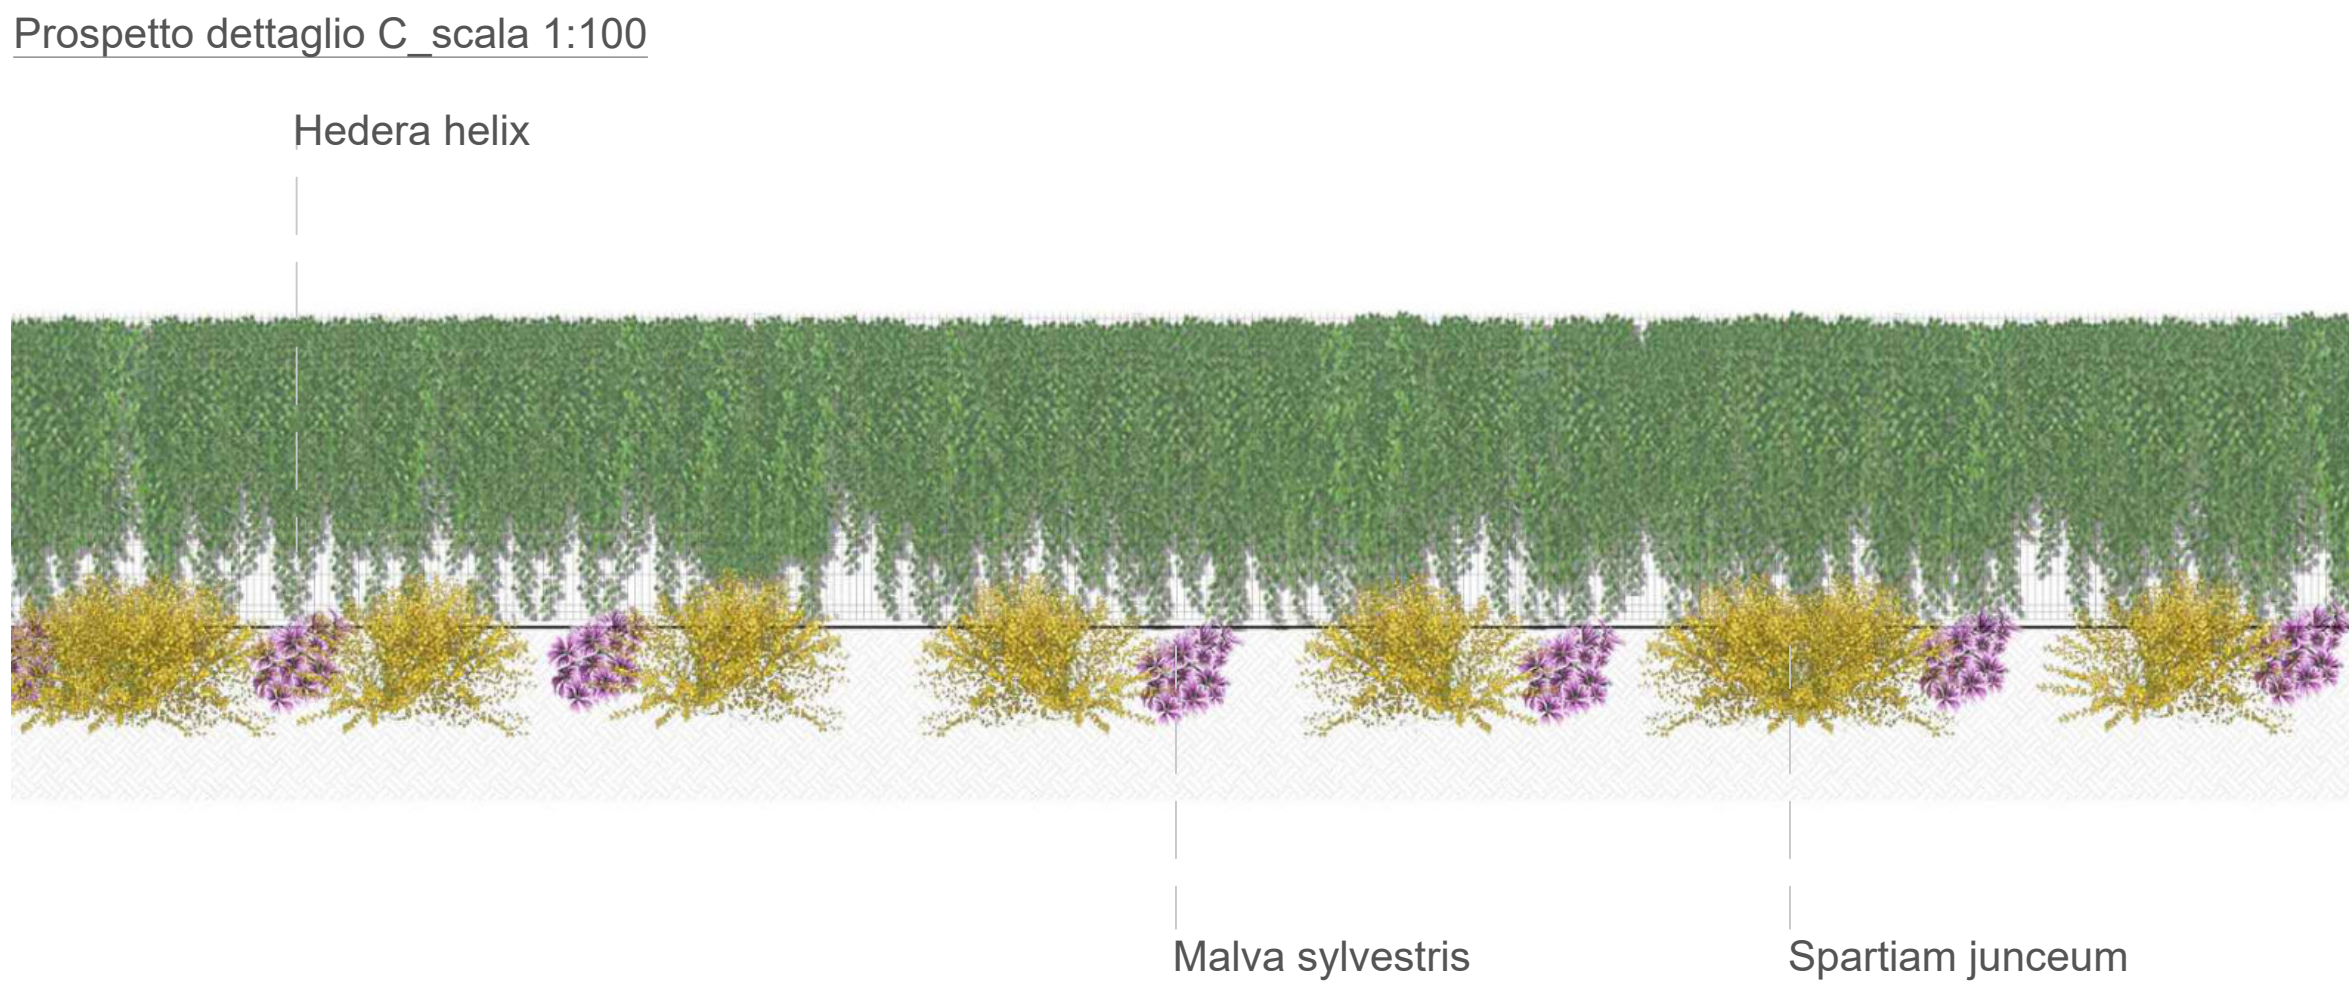 Prospetto dettaglio C_scala 1:100
Hedera helix
Malva sylvestris
Spartiam junceum